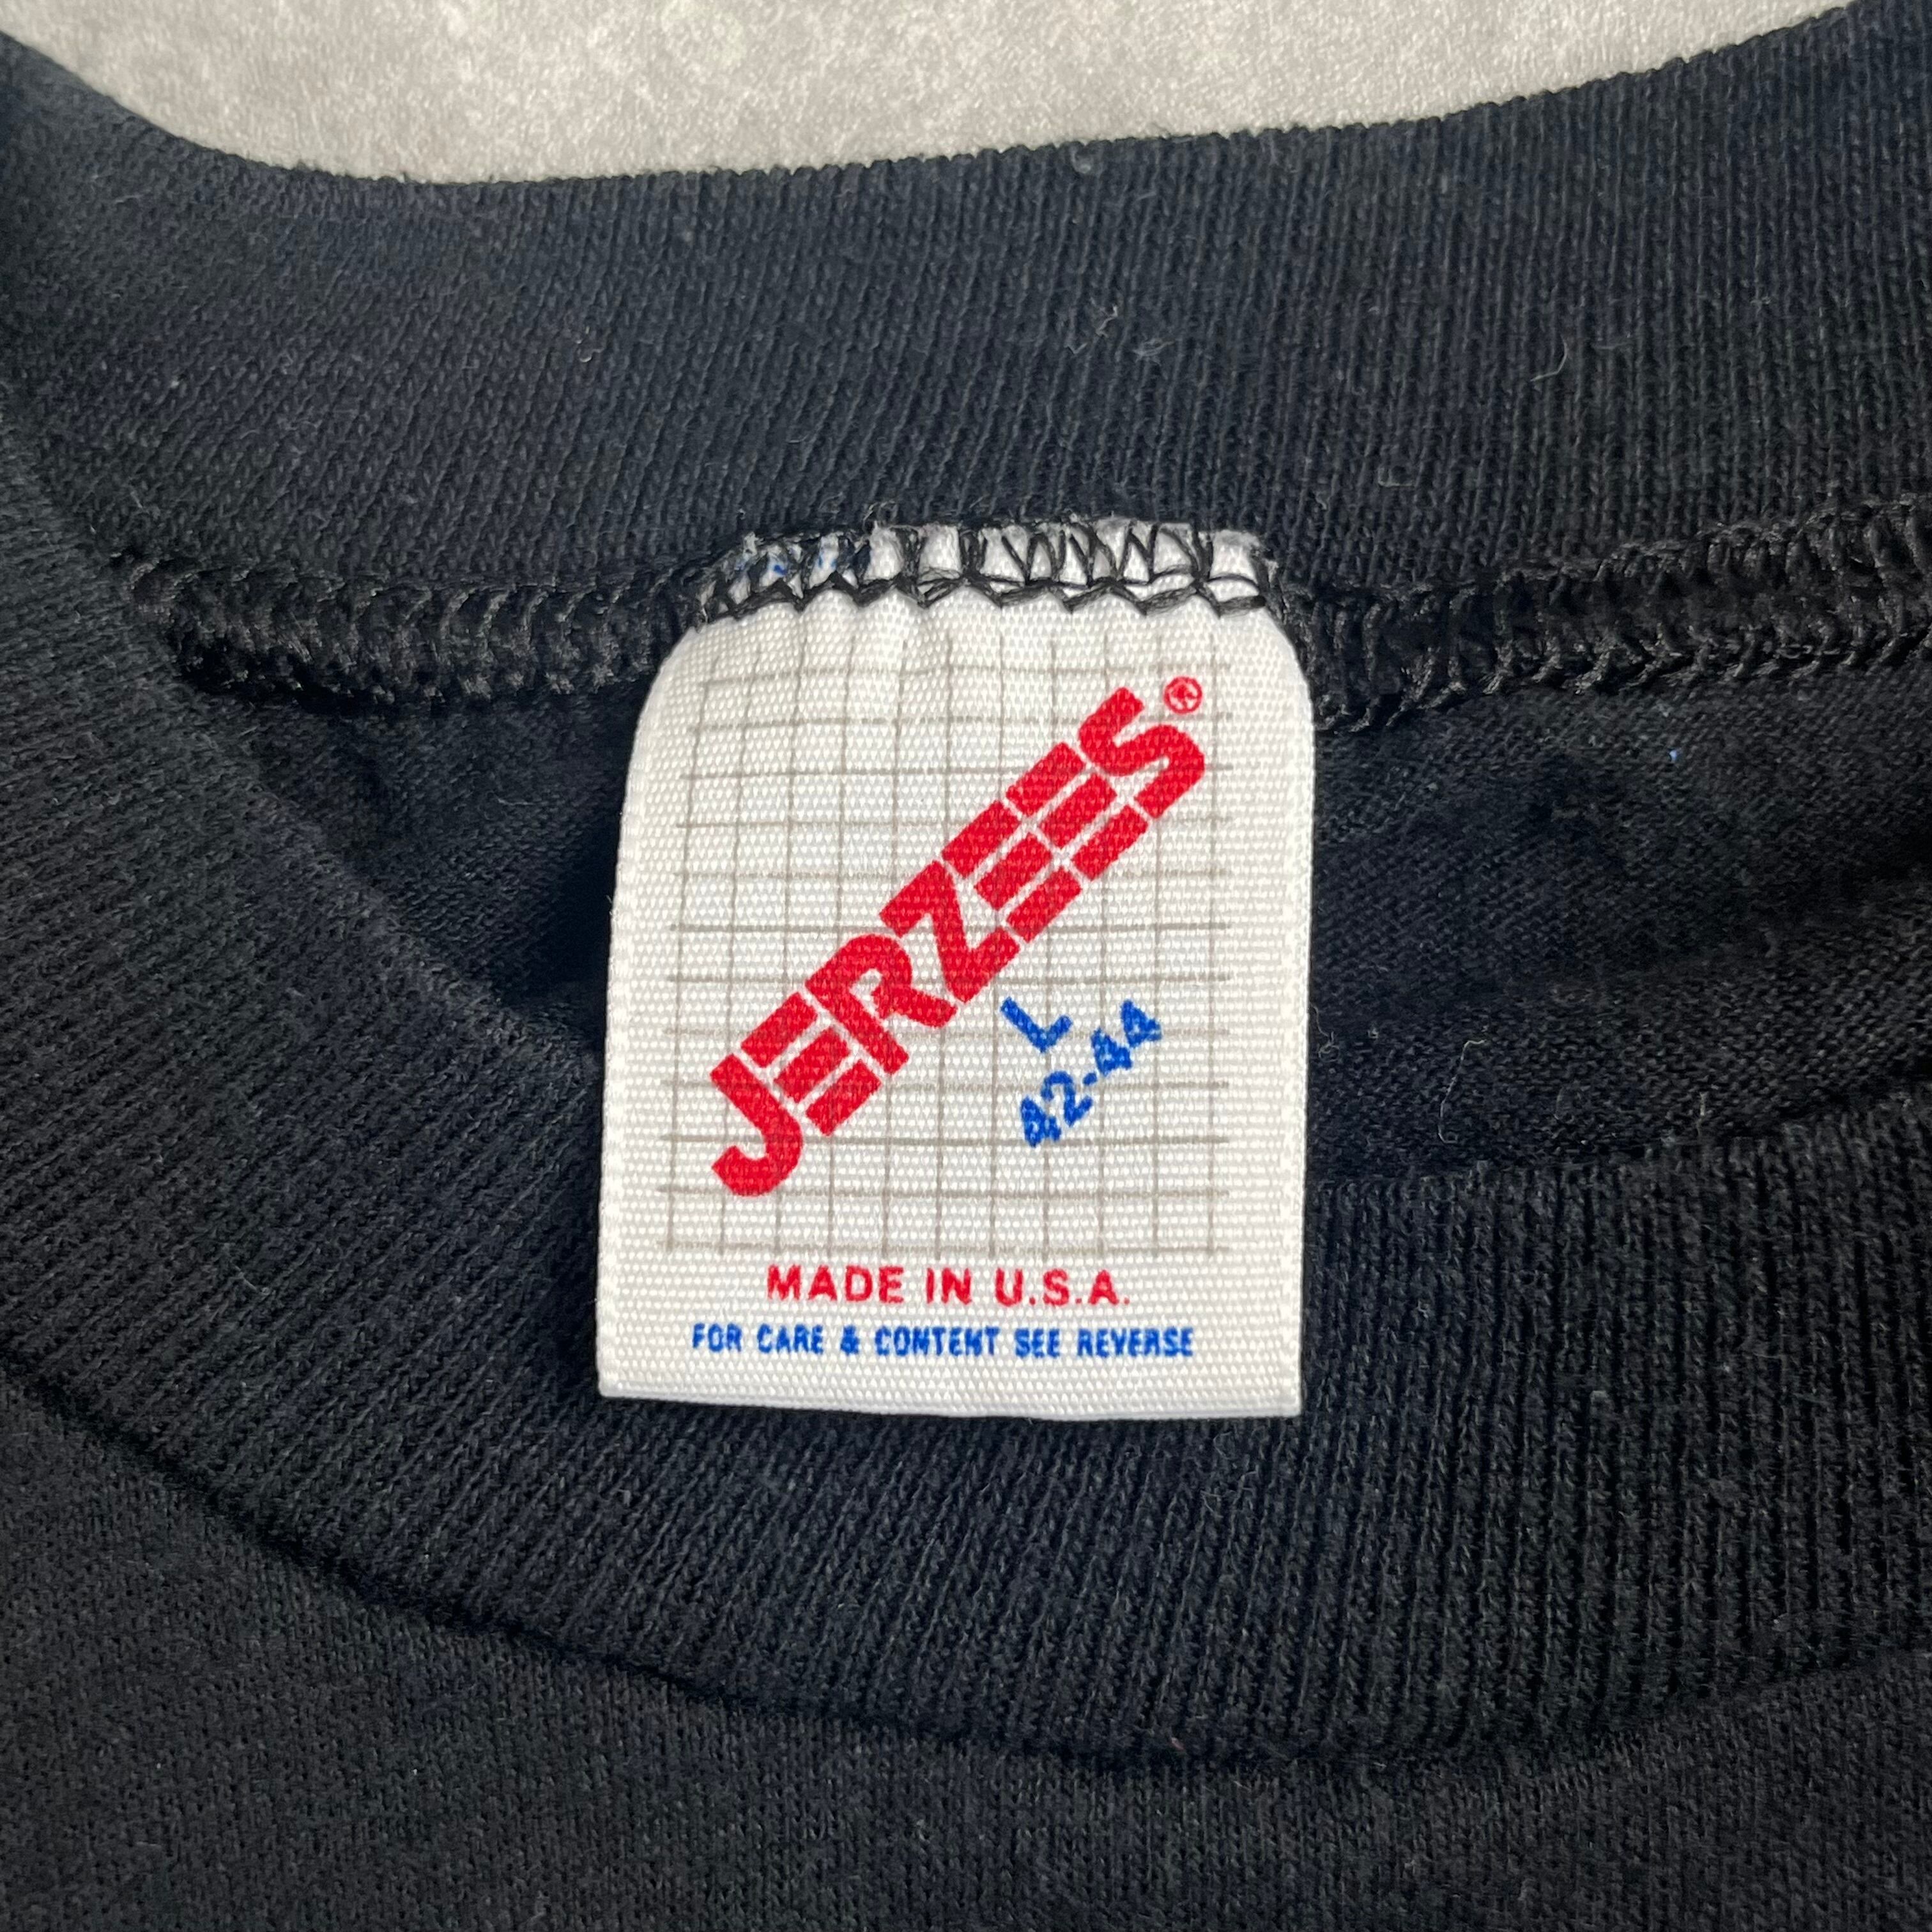 JERZEES®
L
42-44
MADE IN U.S.A.
FOR CARE & CONTENT SEE REVERSE